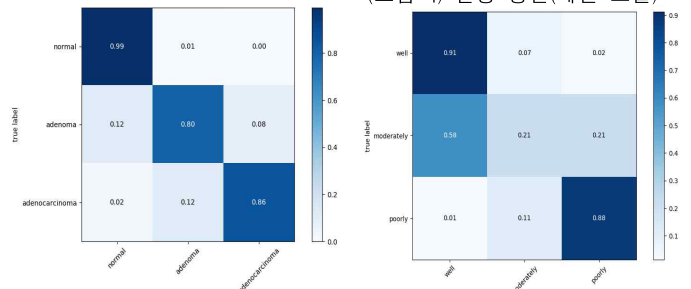 normal
adenoma
adenocarcinoma
true label
0.99 0.01 0.00
0.12 0.80 0.08
0.02 0.12 0.86
normal
adenoma
denocarcinoma
0.8
0.6
0.4
0.2
0.0
well
moderately
poorly
true label
0.91 0.07 0.02
0.58 0.21 0.21
0.01 0.11 0.88
well
oderately
poorly
0.9
0.8
0.7
0.6
0.5
0.4
0.3
0.2
0.1